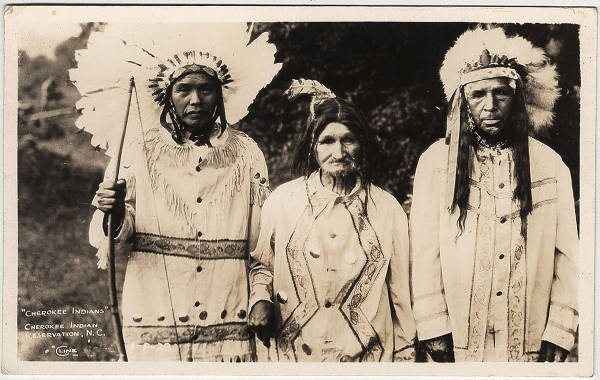 "CHEROKEE INDIANS"
CHEROKEE INDIAN
RESERVATION, N.C.
CLINE